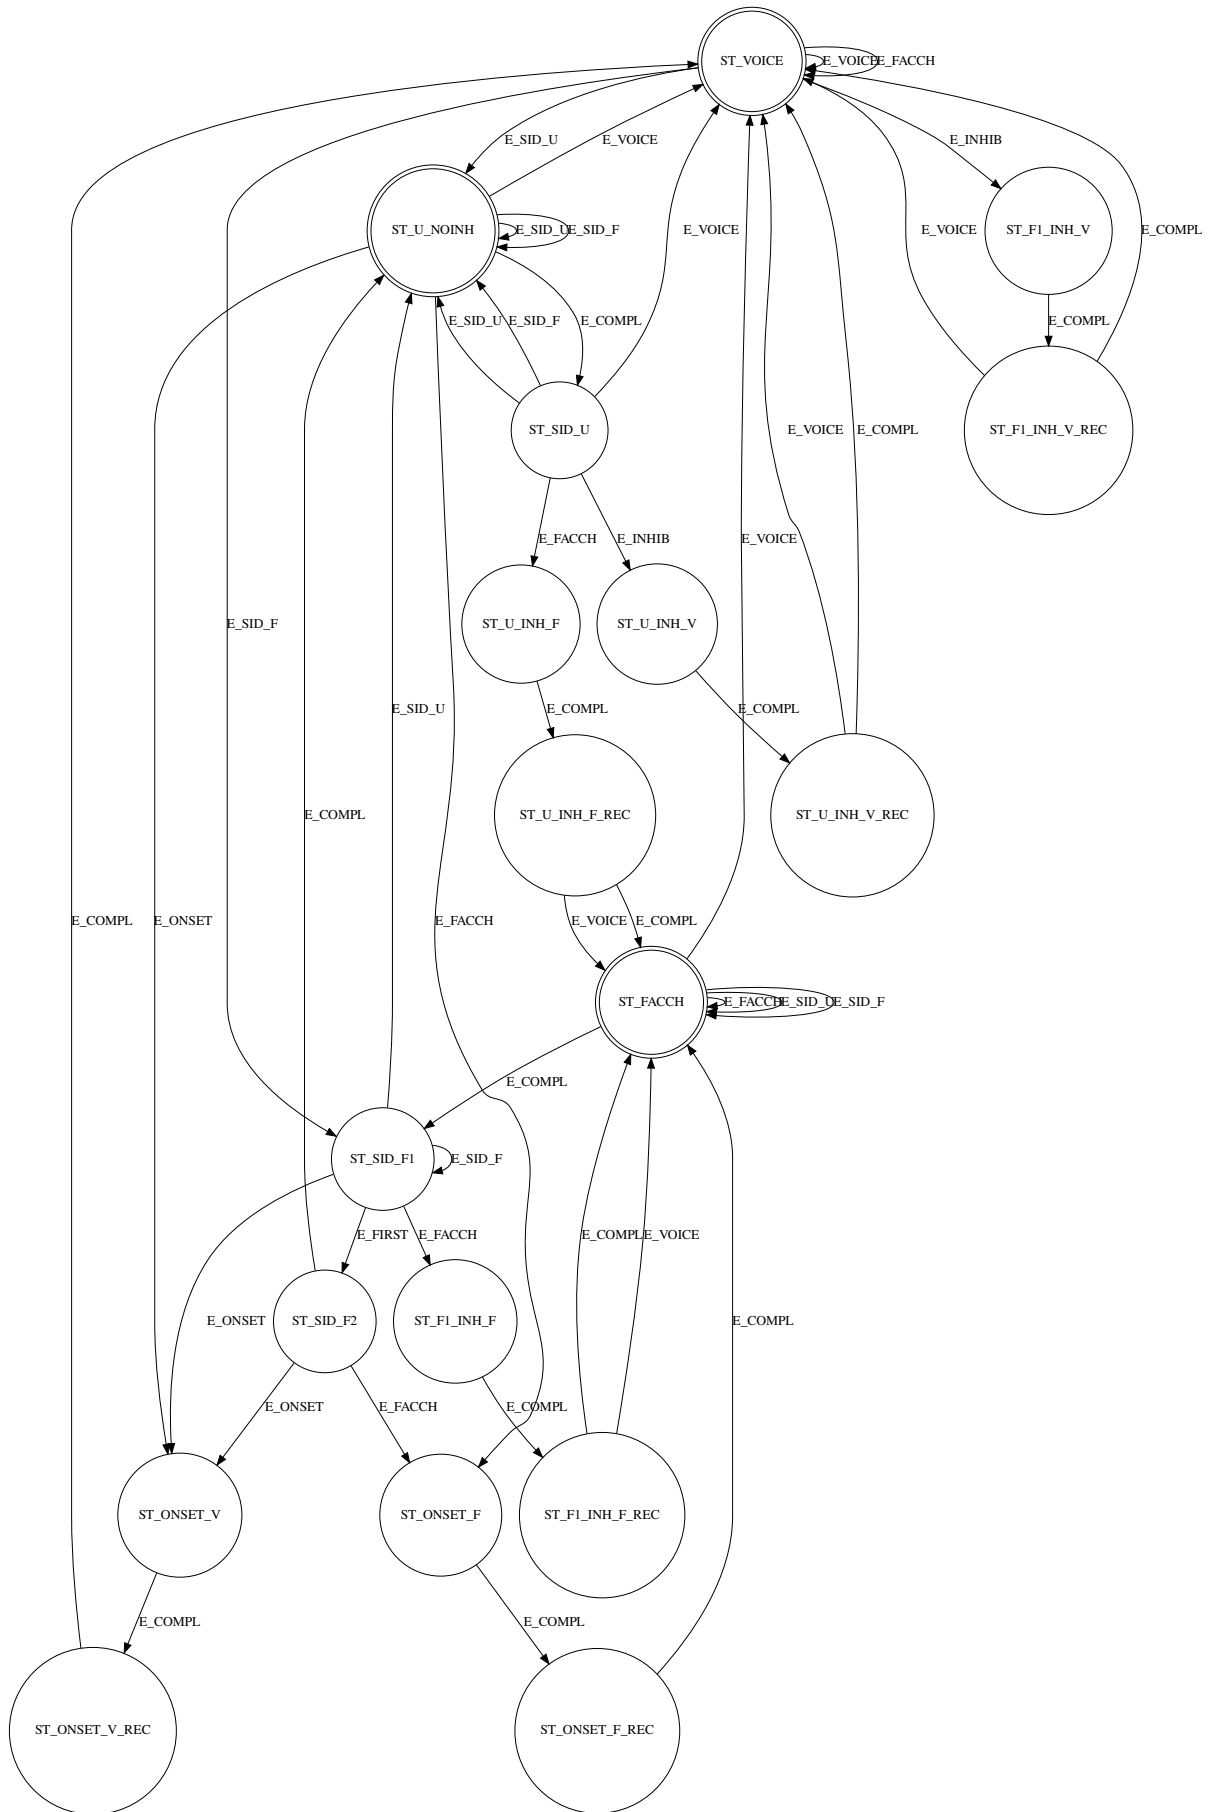 ST_VOICE
E_VOICE
E_FACCH
E_SID_U
E_VOICE
E_INHIB
ST_U_NOINH
E_SID_U
E_SID_F
E_VOICE
E_VOICE
ST_F1_INH_V
E_COMPL
E_SID_U
E_SID_F
E_COMPL
E_COMPL
ST_SID_U
E_VOICE
E_COMPL
ST_F1_INH_V_REC
E_FACCH
E_INHIB
E_VOICE
E_SID_F
ST_U_INH_F
ST_U_INH_V
E_SID_U
E_COMPL
E_COMPL
E_COMPL
ST_U_INH_F_REC
ST_U_INH_V_REC
E_COMPL
E_ONSET
E_FACCH
E_VOICE
E_COMPL
ST_FACCH
E_FACCH
E_SID_U
E_SID_F
E_COMPL
ST_SID_F1
E_SID_F
E_FIRST
E_FACCH
E_COMPL
E_VOICE
E_ONSET
ST_SID_F2
ST_F1_INH_F
E_COMPL
E_ONSET
E_FACCH
E_COMPL
ST_ONSET_V
ST_ONSET_F
ST_F1_INH_F_REC
E_COMPL
E_COMPL
ST_ONSET_V_REC
ST_ONSET_F_REC